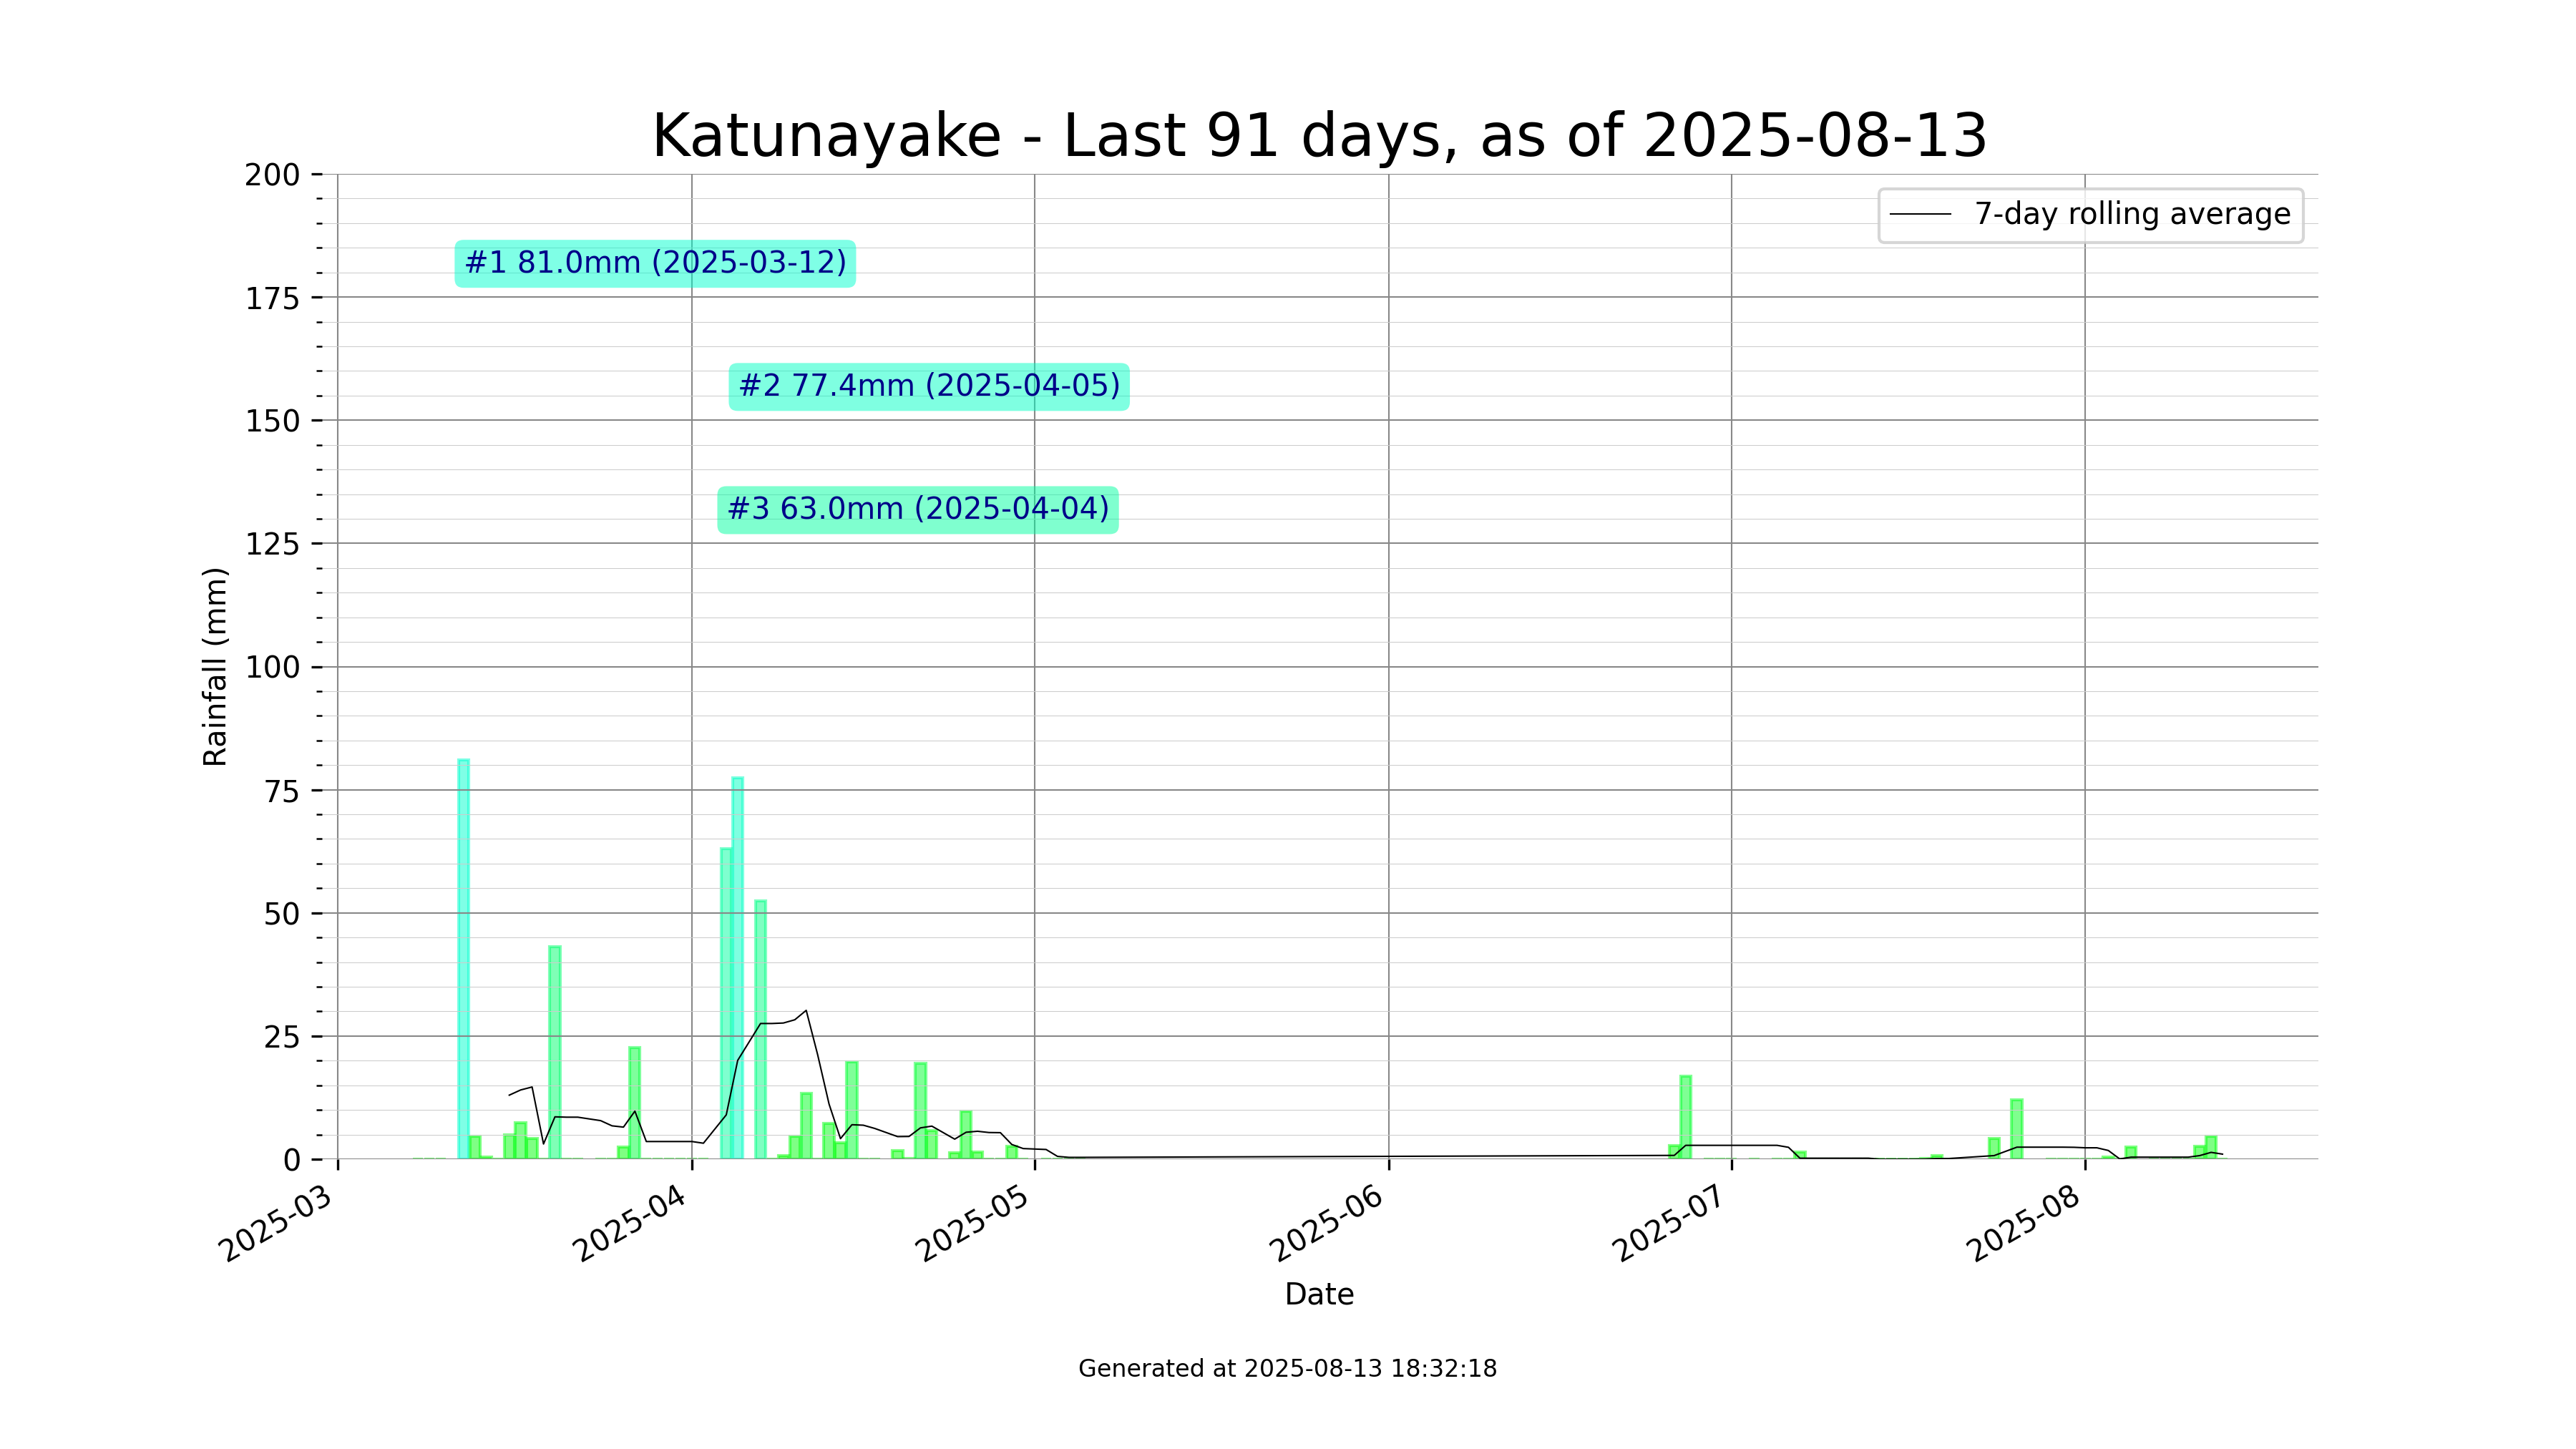 Katunayake - Last 91 days, as of 2025-08-13
200
175
150
125
100
75
50
25
0
Rainfall (mm)
7-day rolling average
#1 81.0mm (2025-03-12)
#2 77.4mm (2025-04-05)
#3 63.0mm (2025-04-04)
2025-03
2025-04
2025-05
2025-06
2025-07
2025-08
Date
Generated at 2025-08-13 18:32:18